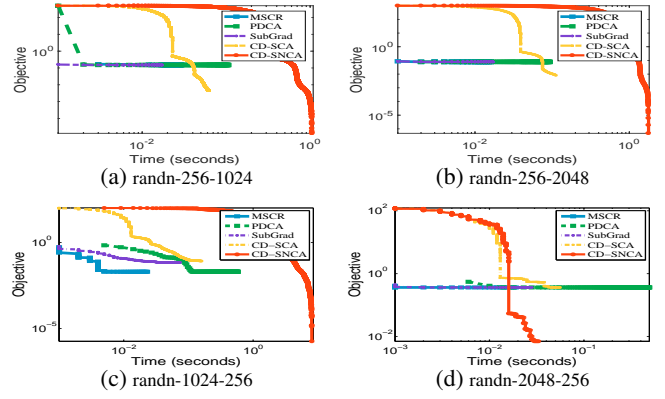 Objective
10^0
10^-2
10^0
Time (seconds)
MSCR
PDCA
SubGrad
CD-SCA
CD-SNCA
(a) randn-256-1024
Objective
10^0
10^-5
10^-2
10^0
Time (seconds)
MSCR
PDCA
SubGrad
CD-SCA
CD-SNCA
(b) randn-256-2048
Objective
10^0
10^-5
10^-2
10^0
Time (seconds)
MSCR
PDCA
SubGrad
CD-SCA
CD-SNCA
(c) randn-1024-256
Objective
10^2
10^0
10^-2
10^-3
10^-2
10^-1
Time (seconds)
MSCR
PDCA
SubGrad
CD-SCA
CD-SNCA
(d) randn-2048-256